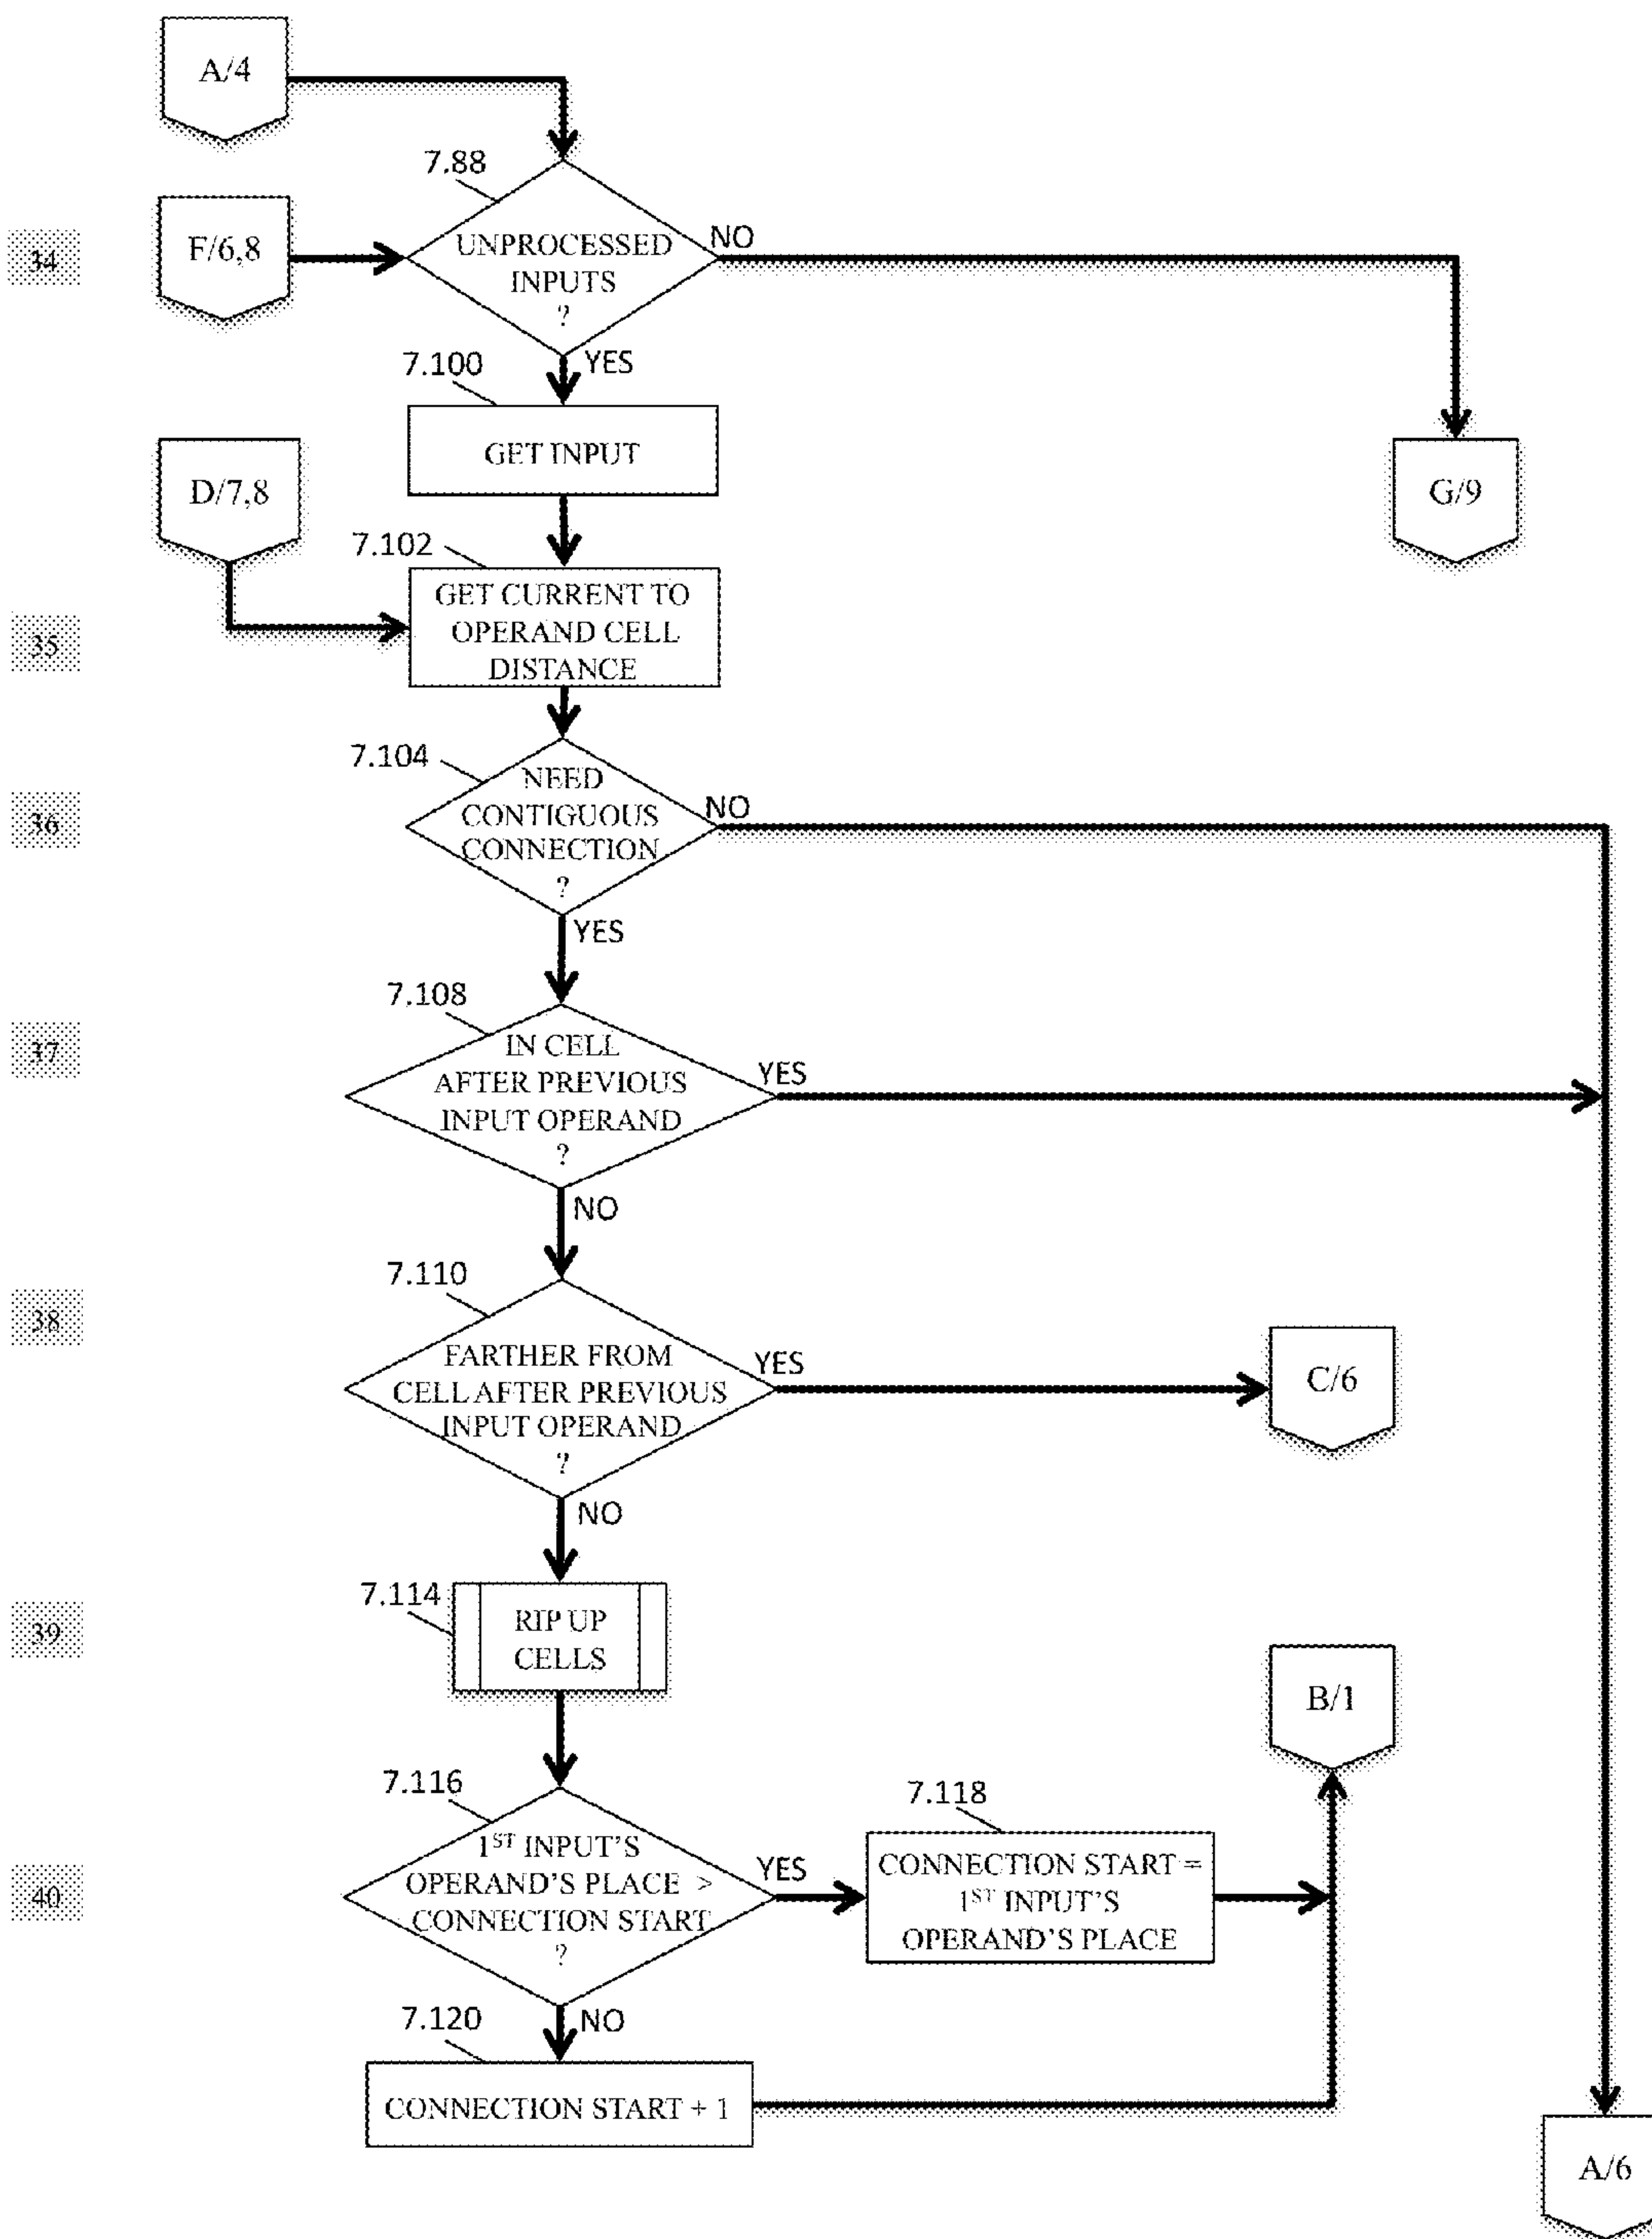 A/4
7.88
34
F/6,8
UNPROCESSED
INPUTS
?
NO
YES
7.100
GET INPUT
D/7,8
G/9
7.102
35
GET CURRENT TO
OPERAND CELL
DISTANCE
7.104
36
NEED
CONTIGUOUS
CONNECTION
?
NO
YES
7.108
37
IN CELL
AFTER PREVIOUS
INPUT OPERAND
?
YES
NO
7.110
38
FARTHER FROM
CELL AFTER PREVIOUS
INPUT OPERAND
?
YES
C/6
NO
7.114
39
RIP UP
CELLS
B/1
7.116
40
1ST INPUT'S
OPERAND'S PLACE >
CONNECTION START
?
YES
7.118
CONNECTION START =
1ST INPUT'S
OPERAND'S PLACE
NO
7.120
CONNECTION START + 1
A/6